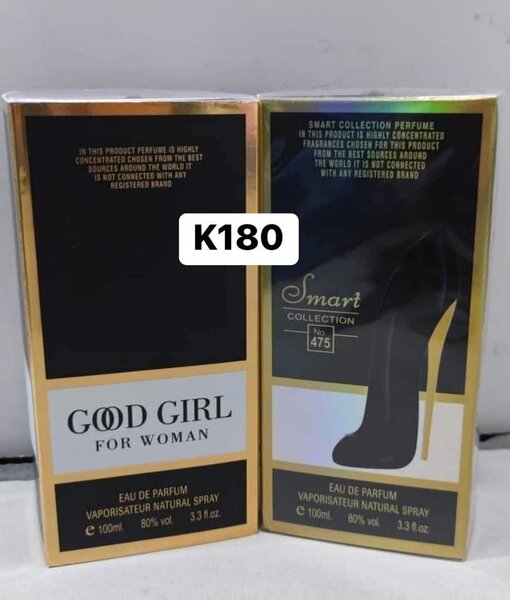 IN THIS PRODUCT PERFUME IS HIGHLY
CONCENTRATED CHOSEN FROM THE BEST
SOURCES AROUND THE WORLD IT
IS NOT CONNECTED WITH ANY
REGISTERED BRAND
GOOD GIRL
FOR WOMAN
EAU DE PARFUM
VAPORISATEUR NATURAL SPRAY
e 100ml. 80% vol. 3.3 fl.oz.
K180
SMART COLLECTION PERFUME
IN THIS PRODUCT IS HIGHLY CONCENTRATED
FRAGRANCES CHOSEN FOR THIS PRODUCT
FROM THE BEST SOURCES AROUND
THE WORLD IT IS NOT CONNECTED
WITH ANY REGISTERED BRAND
Smart
COLLECTION
No.
475
EAU DE PARFUM
VAPORISATEUR NATURAL SPRAY
e 100ml. 80% vol. 3.3 fl.oz.